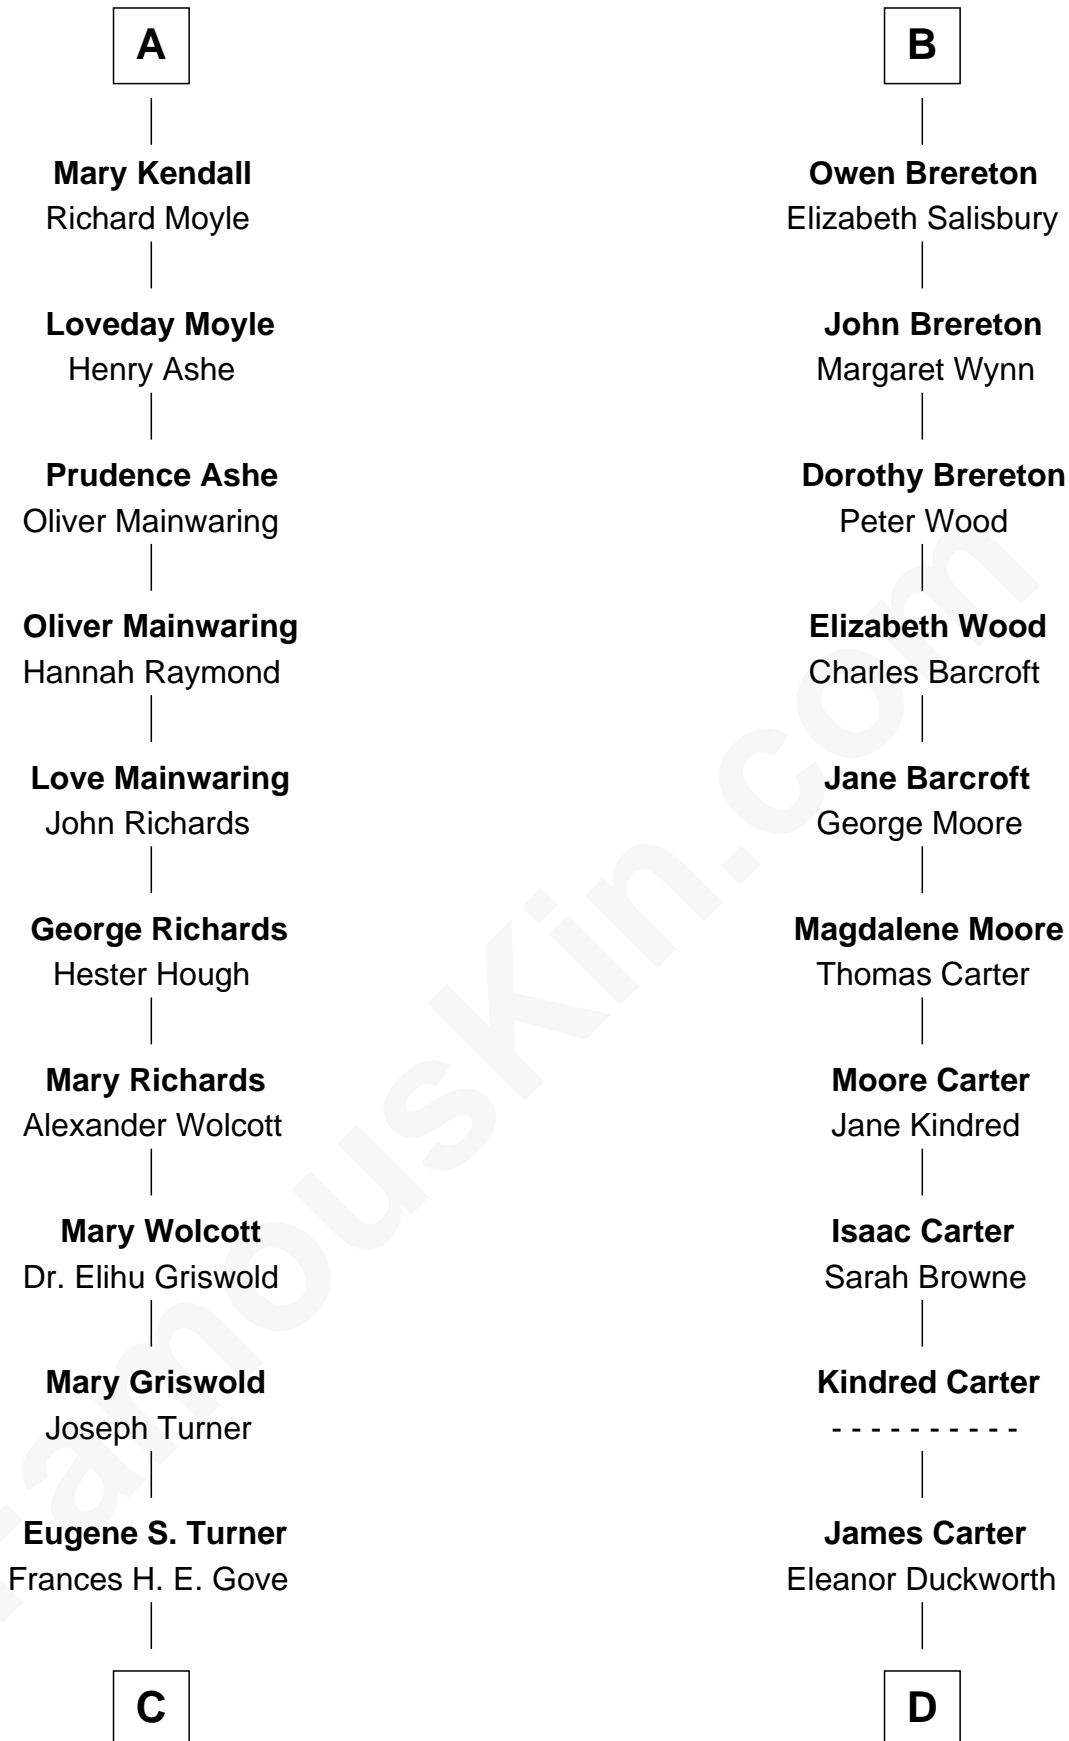 A
Mary Kendall
Richard Moyle
Loveday Moyle
Henry Ashe
Prudence Ashe
Oliver Mainwaring
Oliver Mainwaring
Hannah Raymond
Love Mainwaring
John Richards
George Richards
Hester Hough
Mary Richards
Alexander Wolcott
Mary Wolcott
Dr. Elihu Griswold
Mary Griswold
Joseph Turner
Eugene S. Turner
Frances H. E. Gove
C
B
Owen Brereton
Elizabeth Salisbury
John Brereton
Margaret Wynn
Dorothy Brereton
Peter Wood
Elizabeth Wood
Charles Barcroft
Jane Barcroft
George Moore
Magdalene Moore
Thomas Carter
Moore Carter
Jane Kindred
Isaac Carter
Sarah Browne
Kindred Carter
- - - - - - - - - -
James Carter
Eleanor Duckworth
D
FamousKin.com